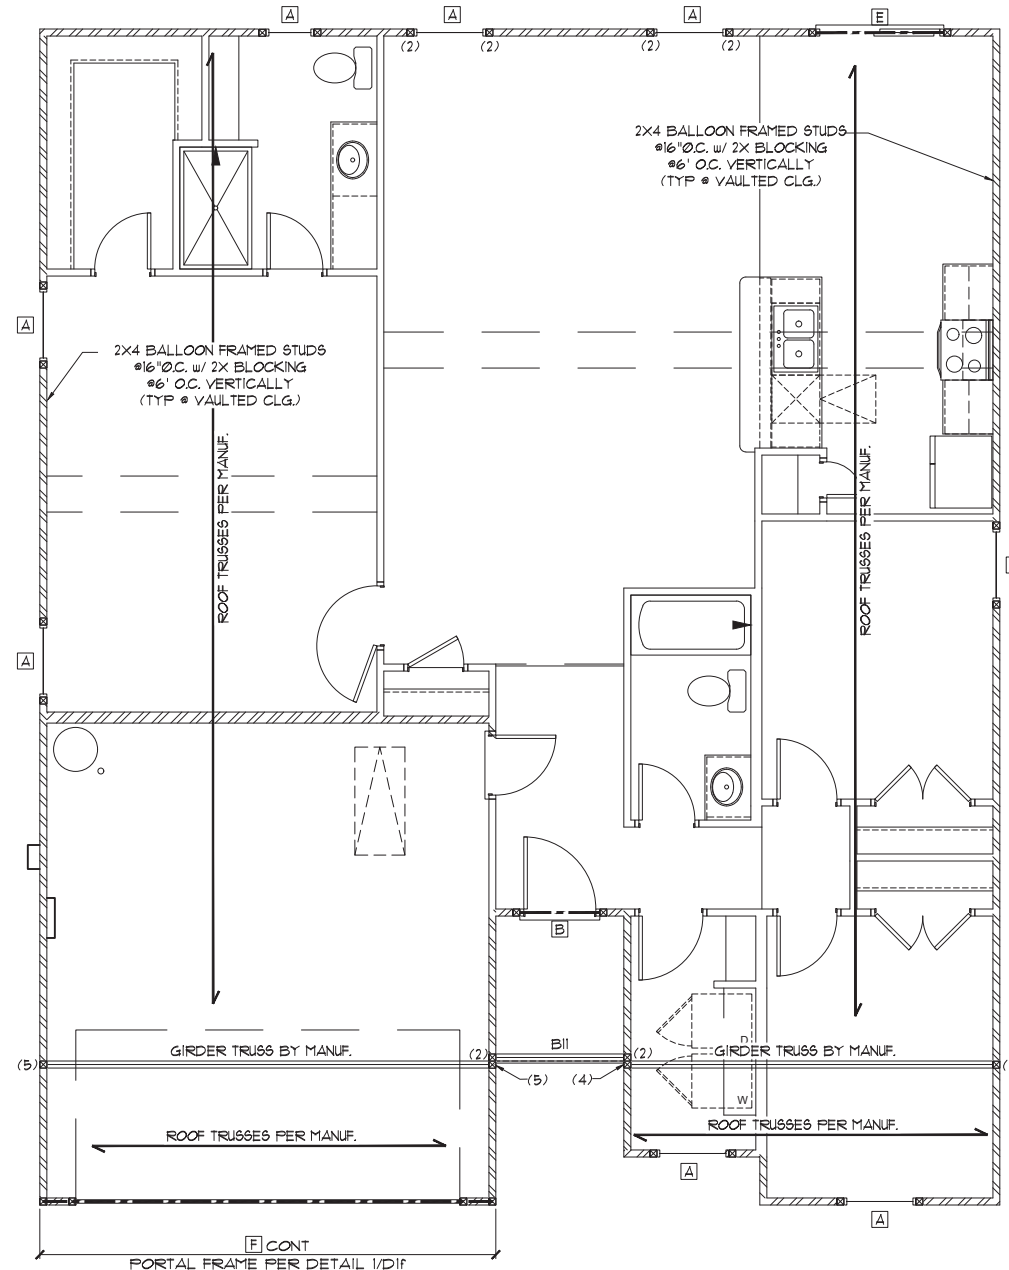 A
A
A
E
(2)
(2)
(2)
(2)
2X4 BALLOON FRAMED STUDS
@16"O.C. w/ 2X BLOCKING
@6' O.C. VERTICALLY
(TYP @ VAULTED CLG.)
A
2X4 BALLOON FRAMED STUDS
@16"O.C. w/ 2X BLOCKING
@6' O.C. VERTICALLY
(TYP @ VAULTED CLG.)
ROOF TRUSSES PER MANUF.
ROOF TRUSSES PER MANUF.
A
B
B11
D
GIRDER TRUSS BY MANUF.
(2)
(2)
GIRDER TRUSS BY MANUF.
(5)
(5)
(4)
W
ROOF TRUSSES PER MANUF.
ROOF TRUSSES PER MANUF.
A
A
F CONT
PORTAL FRAME PER DETAIL 1/D1f